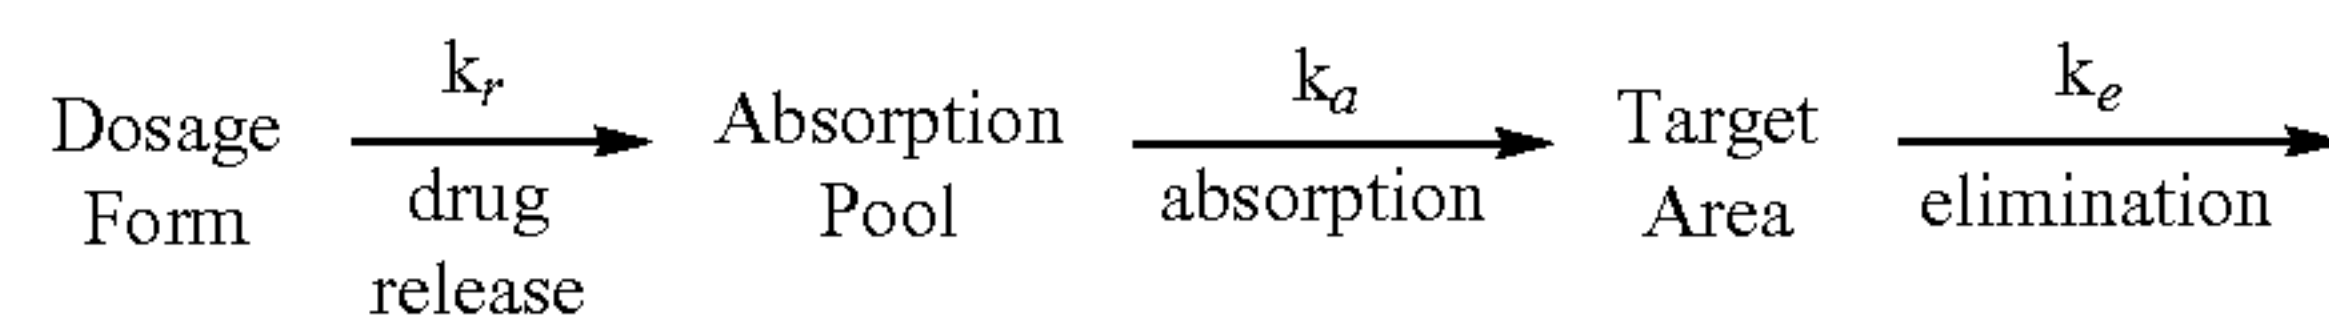 k_r k_a k_e
Dosage Absorption Target
Form drug Pool absorption Area elimination
release